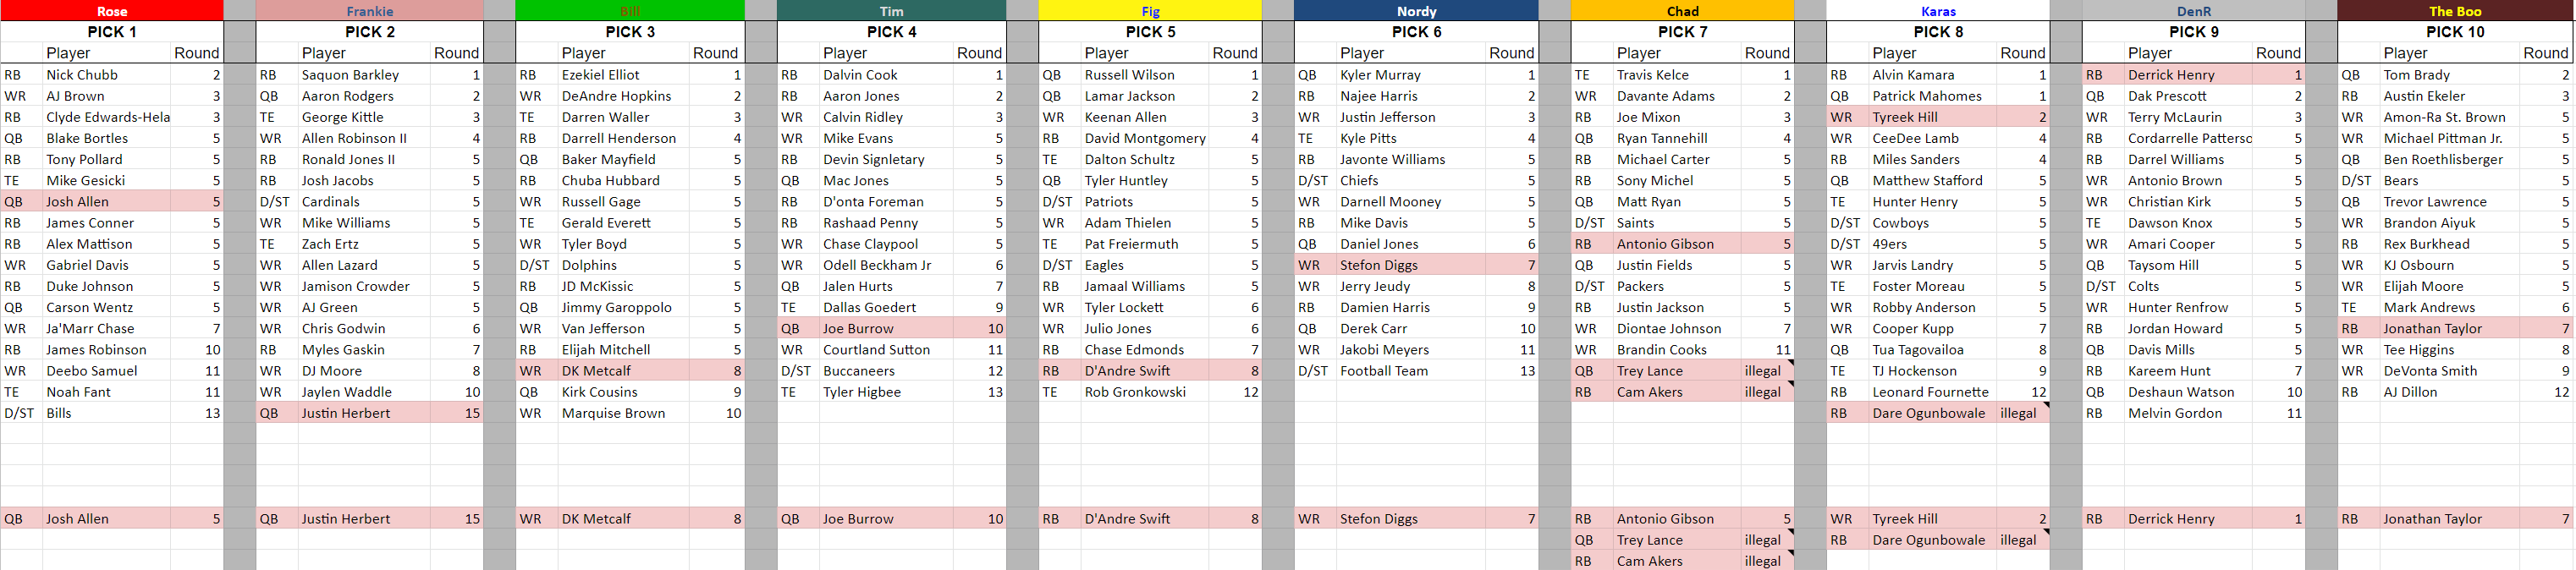 Rose Frankie Bill Tim Fig Nordy Chad Karas DenR The Boo
PICK 1 PICK 2 PICK 3 PICK 4 PICK 5 PICK 6 PICK 7 PICK 8 PICK 9 PICK 10
Player Round Player Round Player Round Player Round Player Round Player Round Player Round Player Round Player Round Player Round
RB Nick Chubb 2 RB Saquon Barkley 1 RB Ezekiel Elliot 1 RB Dalvin Cook 1 QB Russell Wilson 1 QB Kyler Murray 1 TE Travis Kelce 1 RB Alvin Kamara 1 RB Derrick Henry 1 QB Tom Brady 2
WR AJ Brown 3 QB Aaron Rodgers 2 WR DeAndre Hopkins 2 RB Aaron Jones 2 QB Lamar Jackson 2 RB Najee Harris 2 WR Davante Adams 2 QB Patrick Mahomes 1 QB Dak Prescott 2 RB Austin Ekeler 3
RB Clyde Edwards-Hela 3 TE George Kittle 3 TE Darren Waller 3 WR Calvin Ridley 3 WR Keenan Allen 3 WR Justin Jefferson 3 RB Joe Mixon 3 WR Tyreek Hill 2 WR Terry McLaurin 3 WR Amon-Ra St. Brown 5
QB Blake Bortles 5 WR Allen Robinson II 4 RB Darrell Henderson 4 WR Mike Evans 5 RB David Montgomery 4 TE Kyle Pitts 4 QB Ryan Tannehill 4 WR CeeDee Lamb 4 RB Cordarrelle Patterso 5 WR Michael Pittman Jr. 5
RB Tony Pollard 5 RB Ronald Jones II 5 QB Baker Mayfield 5 RB Devin Signletary 5 TE Dalton Schultz 5 RB Javonte Williams 5 RB Michael Carter 5 RB Miles Sanders 4 RB Darrel Williams 5 QB Ben Roethlisberger 5
TE Mike Gesicki 5 RB Josh Jacobs 5 RB Chuba Hubbard 5 QB Mac Jones 5 QB Tyler Huntley 5 D/ST Chiefs 5 RB Sony Michel 5 QB Matthew Stafford 5 WR Antonio Brown 5 D/ST Bears 5
QB Josh Allen 5 D/ST Cardinals 5 WR Russell Gage 5 RB D'onta Foreman 5 D/ST Patriots 5 WR Darnell Mooney 5 QB Matt Ryan 5 TE Hunter Henry 5 WR Christian Kirk 5 QB Trevor Lawrence 5
RB James Conner 5 WR Mike Williams 5 TE Gerald Everett 5 RB Rashaad Penny 5 WR Adam Thielen 5 RB Mike Davis 5 D/ST Saints 5 D/ST Cowboys 5 TE Dawson Knox 5 WR Brandon Aiyuk 5
RB Alex Mattison 5 TE Zach Ertz 5 WR Tyler Boyd 5 WR Chase Claypool 5 TE Pat Freiermuth 5 QB Daniel Jones 6 RB Antonio Gibson 5 D/ST 49ers 5 WR Amari Cooper 5 RB Rex Burkhead 5
WR Gabriel Davis 5 WR Allen Lazard 5 D/ST Dolphins 5 WR Odell Beckham Jr 6 D/ST Eagles 5 WR Stefon Diggs 7 QB Justin Fields 5 WR Jarvis Landry 5 QB Taysom Hill 5 WR KJ Osbourn 5
RB Duke Johnson 5 WR Jamison Crowder 5 RB JD McKissic 5 QB Jalen Hurts 7 RB Jamaal Williams 5 WR Jerry Jeudy 8 D/ST Packers 5 TE Foster Moreau 5 D/ST Colts 5 WR Elijah Moore 5
QB Carson Wentz 5 WR AJ Green 5 QB Jimmy Garoppolo 5 TE Dallas Goedert 9 WR Tyler Lockett 6 RB Damien Harris 9 RB Justin Jackson 5 WR Robby Anderson 5 WR Hunter Renfrow 5 TE Mark Andrews 6
WR Ja'Marr Chase 7 WR Chris Godwin 6 WR Van Jefferson 5 QB Joe Burrow 10 WR Julio Jones 6 QB Derek Carr 10 WR Diontae Johnson 7 WR Cooper Kupp 7 RB Jordan Howard 5 RB Jonathan Taylor 7
RB James Robinson 10 RB Myles Gaskin 7 RB Elijah Mitchell 5 WR Courtland Sutton 11 RB Chase Edmonds 7 WR Jakobi Meyers 11 WR Brandin Cooks 11 QB Tua Tagovailoa 8 QB Davis Mills 5 WR Tee Higgins 8
WR Deebo Samuel 11 WR DJ Moore 8 WR DK Metcalf 8 D/ST Buccaneers 12 RB D'Andre Swift 8 D/ST Football Team 13 QB Trey Lance illegal TE TJ Hockenson 9 RB Kareem Hunt 7 WR DeVonta Smith 9
TE Noah Fant 11 WR Jaylen Waddle 10 QB Kirk Cousins 9 TE Tyler Higbee 13 TE Rob Gronkowski 12 RB Cam Akers illegal RB Leonard Fournette 12 QB Deshaun Watson 10 RB AJ Dillon 12
D/ST Bills 13 QB Justin Herbert 15 WR Marquise Brown 10 RB Dare Ogunbowale illegal RB Melvin Gordon 11
QB Josh Allen 5 QB Justin Herbert 15 WR DK Metcalf 8 QB Joe Burrow 10 RB D'Andre Swift 8 WR Stefon Diggs 7 RB Antonio Gibson 5 WR Tyreek Hill 2 RB Derrick Henry 1 RB Jonathan Taylor 7
QB Trey Lance illegal RB Dare Ogunbowale illegal
RB Cam Akers illegal